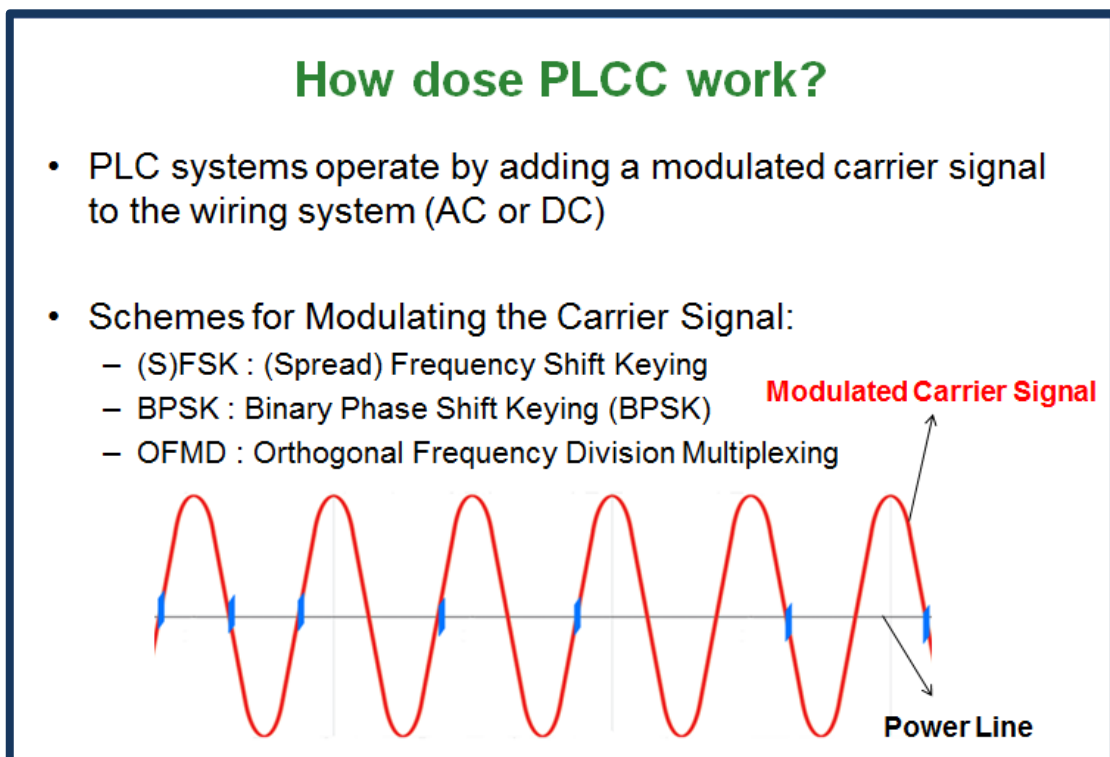 How dose PLCC work?
• PLC systems operate by adding a modulated carrier signal
to the wiring system (AC or DC)
• Schemes for Modulating the Carrier Signal:
– (S)FSK : (Spread) Frequency Shift Keying
– BPSK : Binary Phase Shift Keying (BPSK)
– OFMD : Orthogonal Frequency Division Multiplexing
Modulated Carrier Signal
Power Line